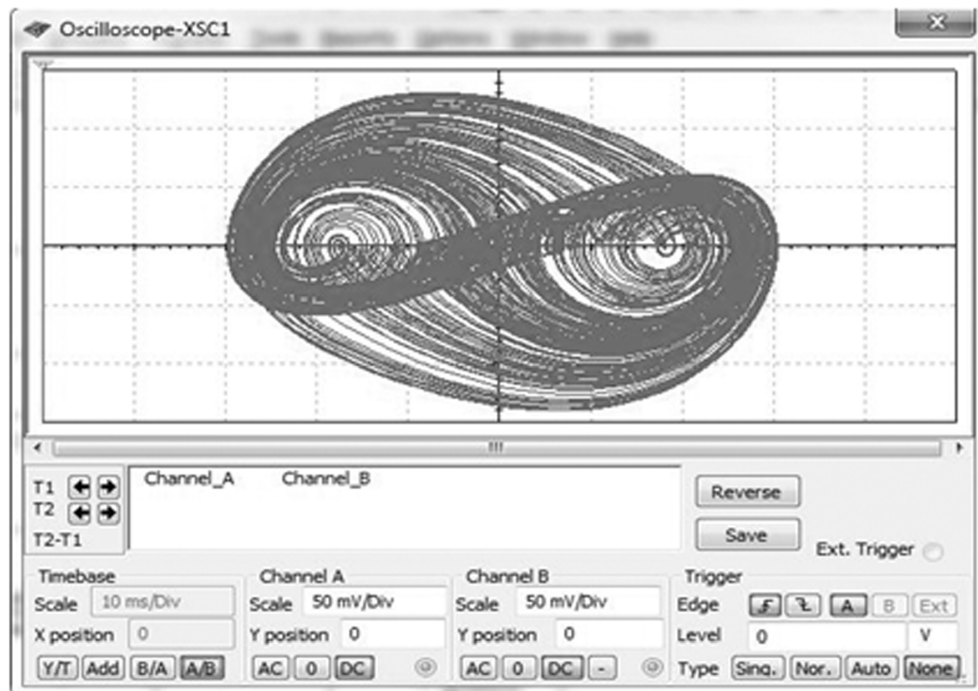 Oscilloscope-XSC1
T1
T2
T2-T1
Channel_A Channel_B
Reverse
Save
Ext. Trigger
Timebase Channel A Channel B Trigger
Scale 10 ms/Div Scale 50 mV/Div Scale 50 mV/Div Edge A B Ext
X position 0 Y position 0 Y position 0 Level 0 V
Y/T Add B/A A/B AC 0 DC AC 0 DC - Type Sing. Nor. Auto None